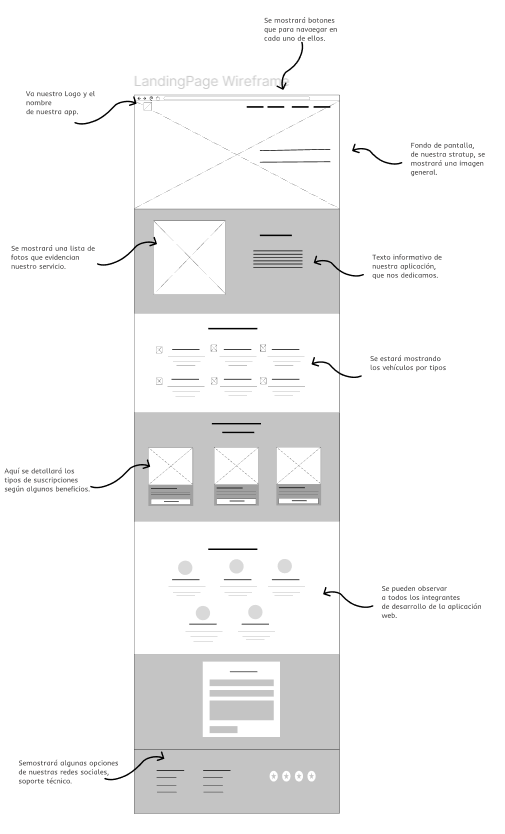 Se mostrará botones
que para navoegar en
cada uno de ellos.
LandingPage Wireframe
Va nuestro Logo y el
nombre
de nuestra app.
Fondo de pantalla,
de nuestra stratup, se
mostrará una imagen
general.
Se mostrará una lista de
fotos que evidencian
nuestro servicio.
Texto informativo de
nuestra aplicación,
que nos dedicamos.
Se estará mostrando
los vehículos por tipos
Aquí se detallará los
tipos de suscripciones
según algunos beneficios.
Se pueden observar
a todos los integrantes
de desarrollo de la aplicación
web.
Semostrará algunas opciones
de nuestras redes sociales,
soporte técnico.